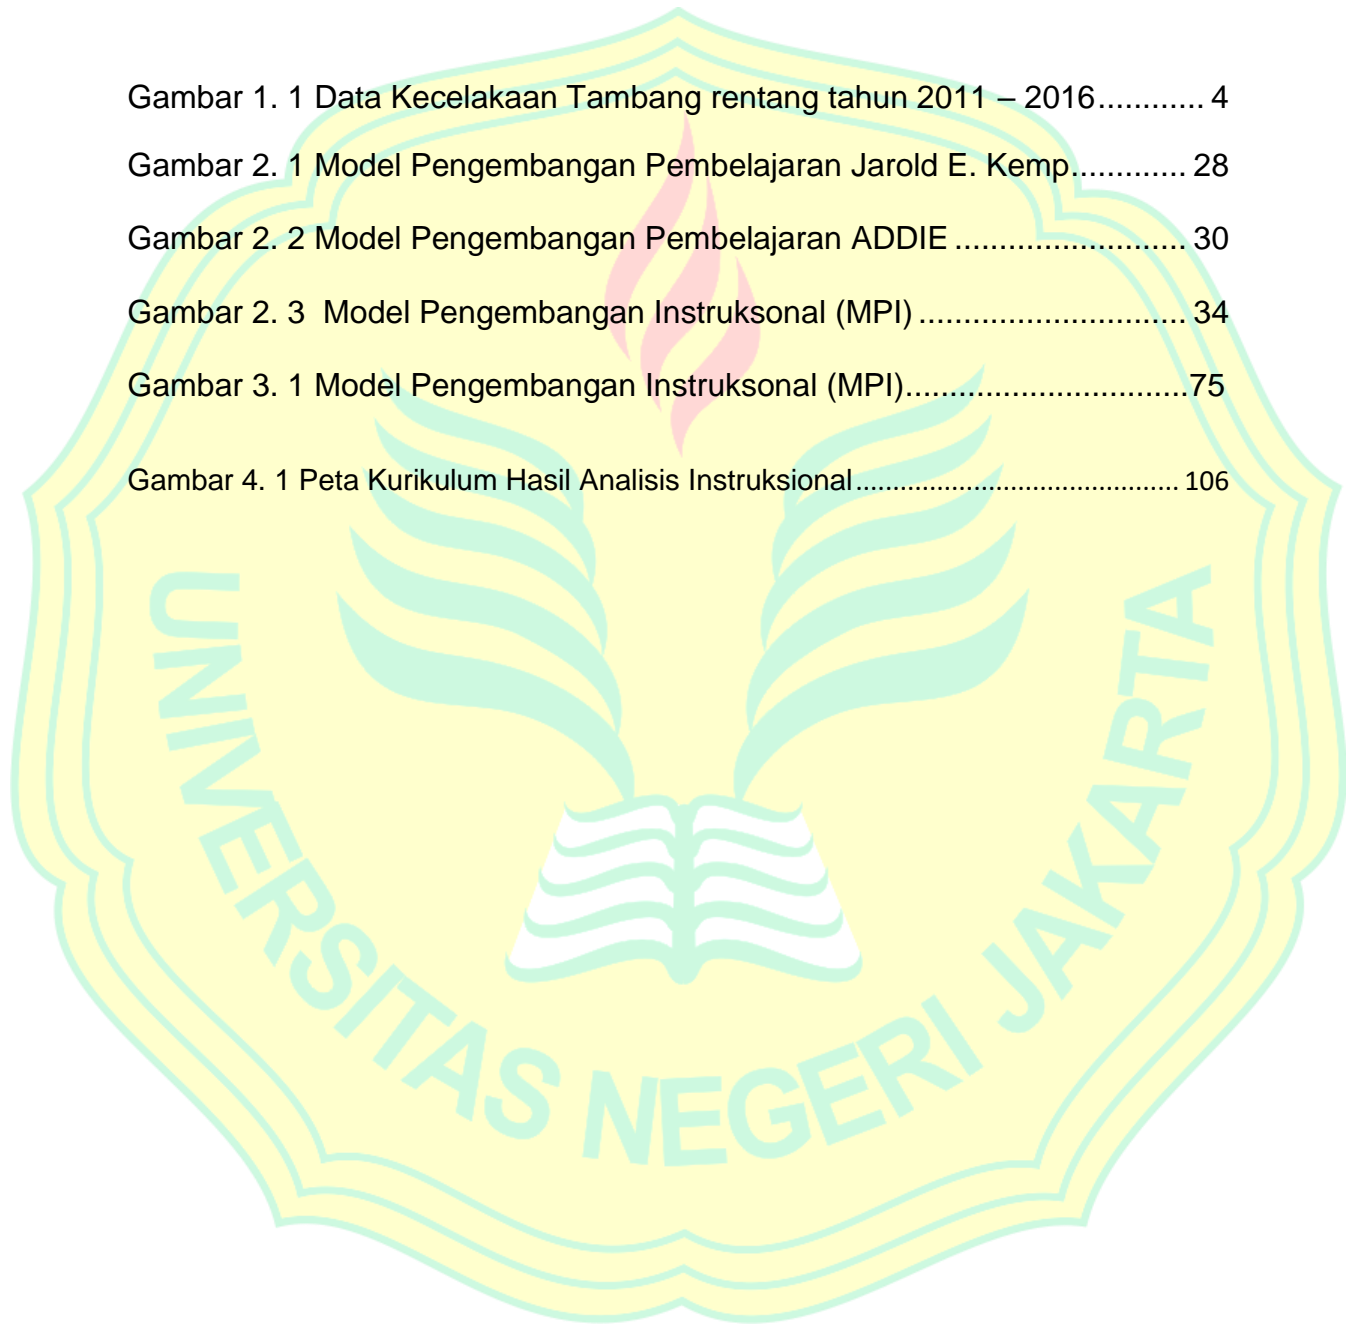 Gambar 1. 1 Data Kecelakaan Tambang rentang tahun 2011 – 2016............ 4
Gambar 2. 1 Model Pengembangan Pembelajaran Jarold E. Kemp............. 28
Gambar 2. 2 Model Pengembangan Pembelajaran ADDIE .......................... 30
Gambar 2. 3  Model Pengembangan Instruksonal (MPI) .............................. 34
Gambar 3. 1 Model Pengembangan Instruksonal (MPI)................................75
Gambar 4. 1 Peta Kurikulum Hasil Analisis Instruksional............................................ 106
UNIVERSITAS NEGERI JAKARTA